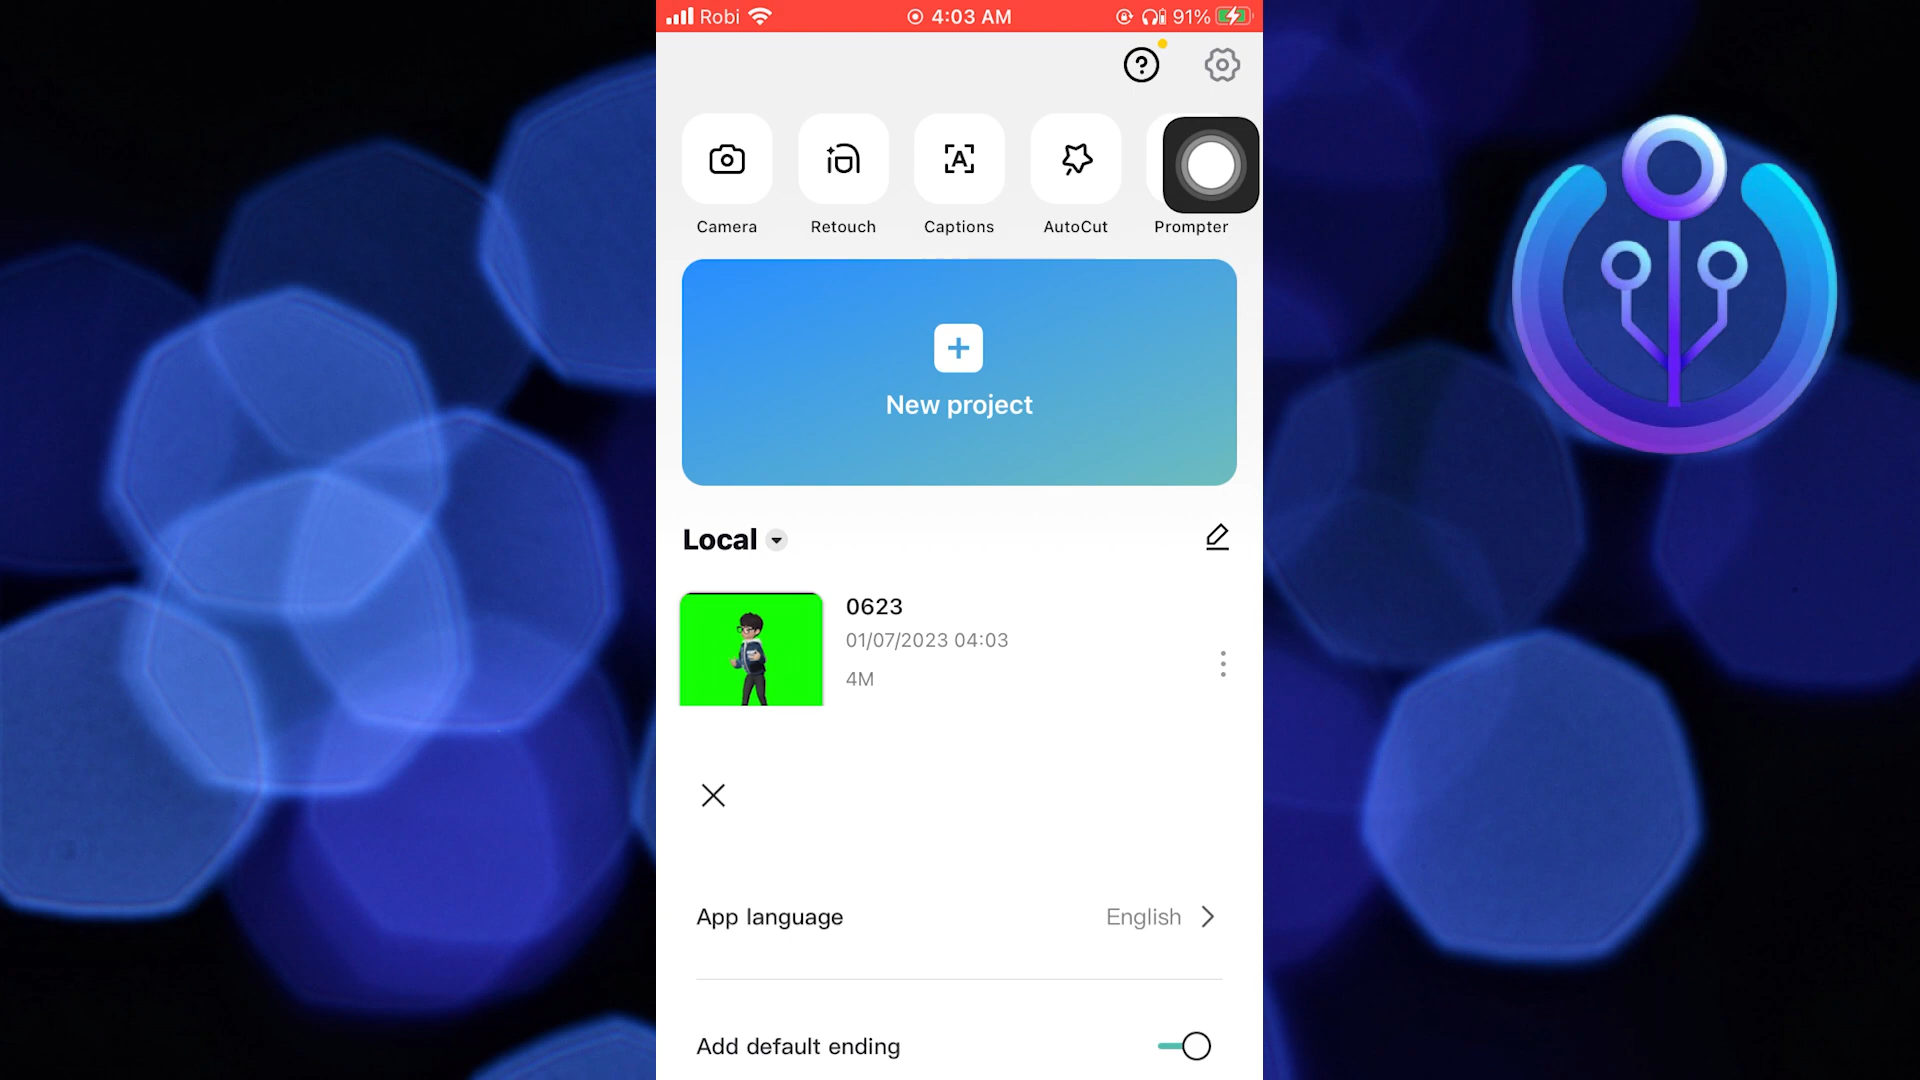 Robi 4:03 AM 91%
Camera Retouch Captions AutoCut Prompter
New project
Local
0623
01/07/2023 04:03
4M
App language English
Add default ending